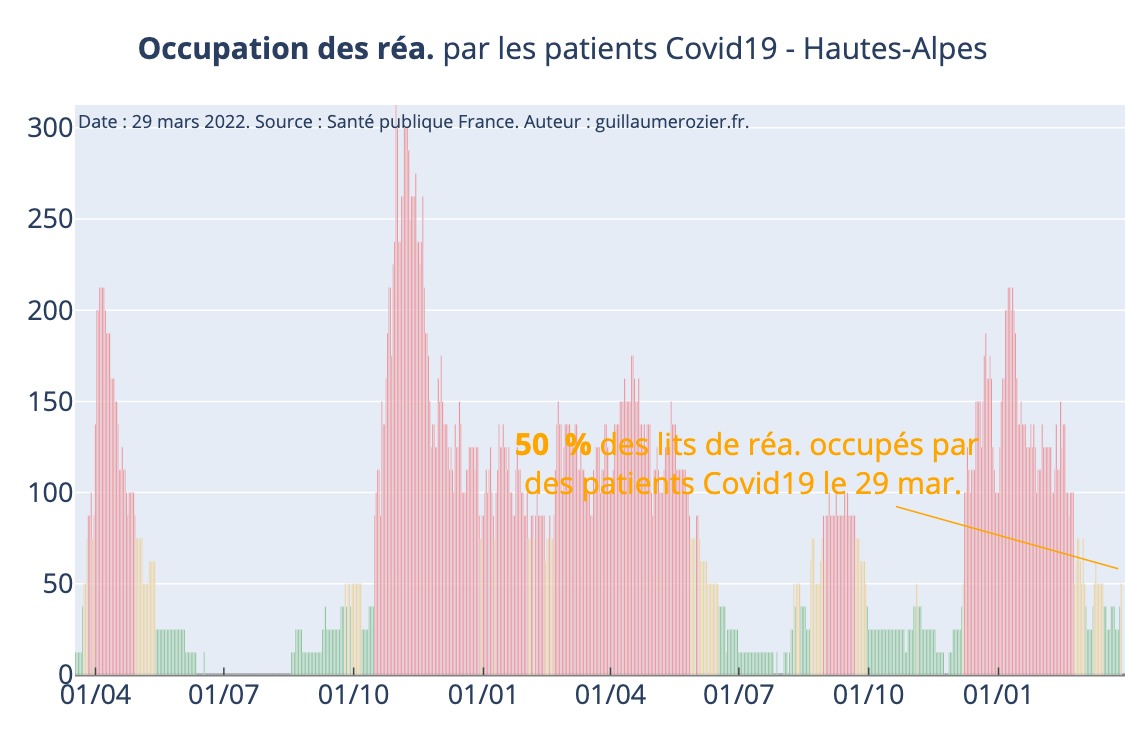 Occupation des réa. par les patients Covid19 - Hautes-Alpes
300
Date : 29 mars 2022. Source : Santé publique France. Auteur : guillaumerozier.fr.
250
200
150
50 % des lits de réa. occupés par
des patients Covid19 le 29 mar.
100
50
0
01/04 01/07 01/10 01/01 01/04 01/07 01/10 01/01